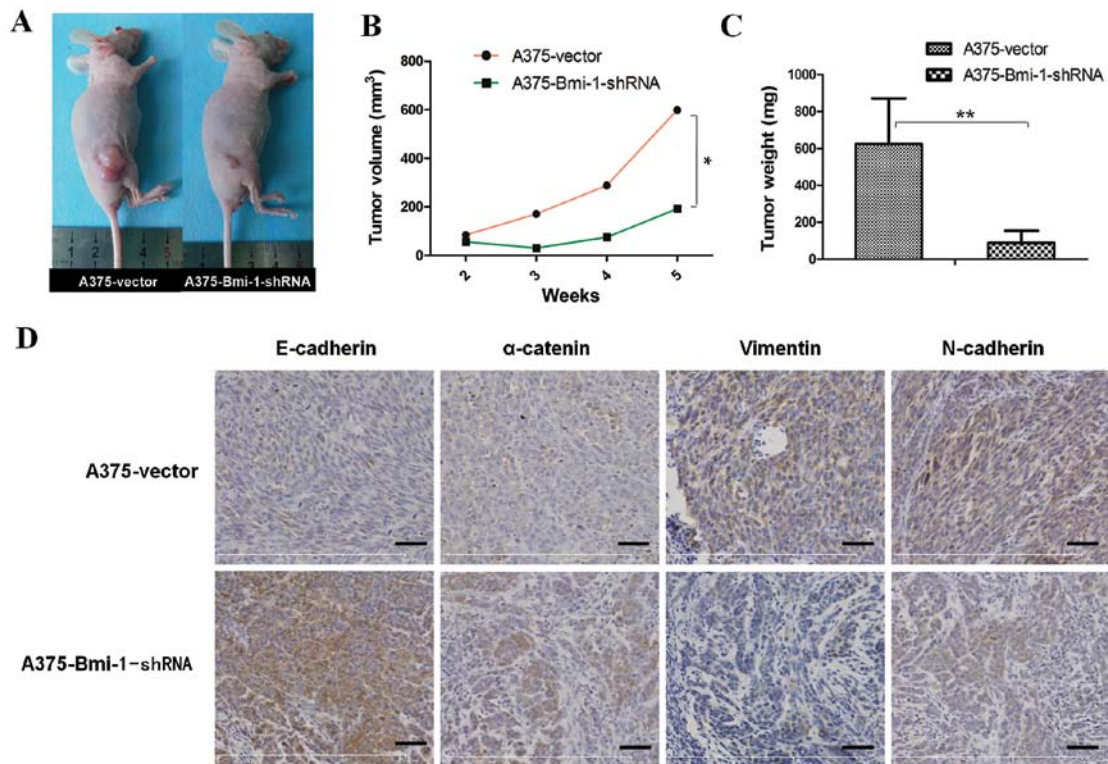 A
A375-vector
A375-Bmi-1-shRNA
B
A375-vector
A375-Bmi-1-shRNA
Tumor volume (mm³)
800
600
400
200
0
*
2
3
4
5
Weeks
C
A375-vector
A375-Bmi-1-shRNA
Tumor weight (mg)
1000
800
600
400
200
0
**
D
E-cadherin
α-catenin
Vimentin
N-cadherin
A375-vector
A375-Bmi-1-shRNA